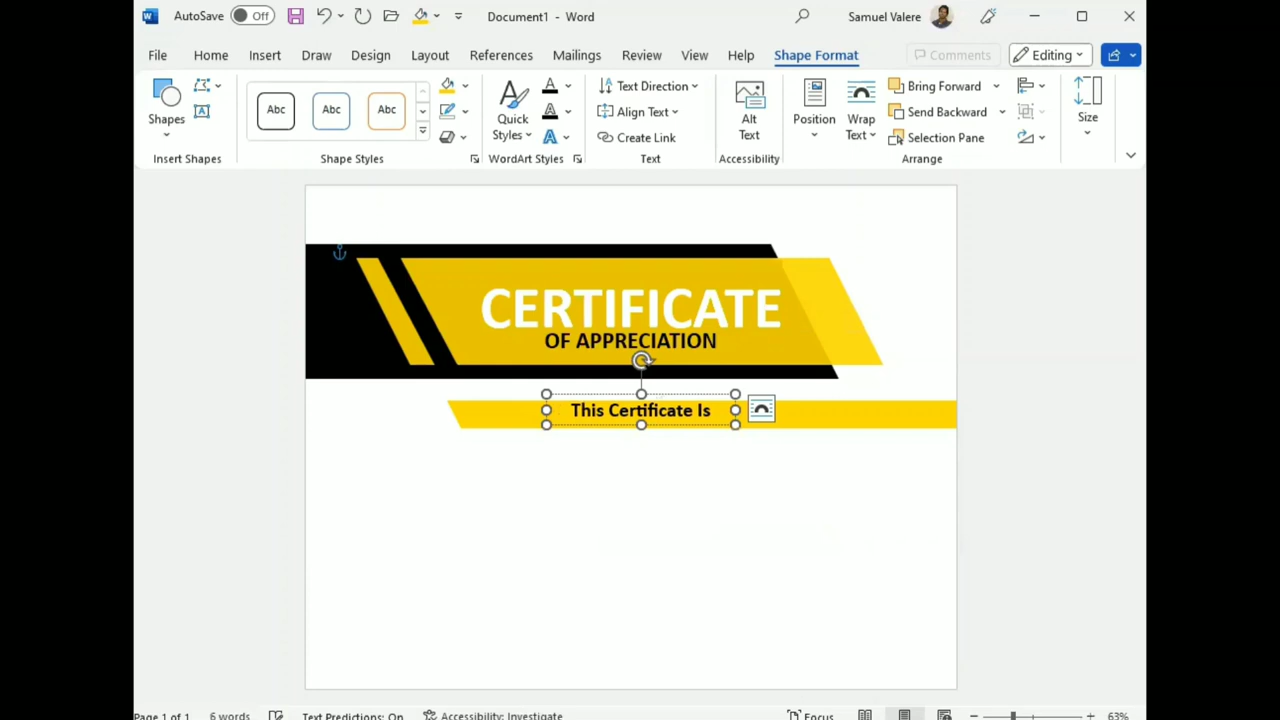 AutoSave Off Document1 - Word Samuel Valere
File Home Insert Draw Design Layout References Mailings Review View Help Shape Format Comments Editing
Shapes
Insert Shapes
Abc Abc Abc
Shape Styles
Quick
Styles
WordArt Styles
Text Direction
Align Text
Create Link
Text
Alt
Text
Accessibility
Position
Wrap
Text
Bring Forward
Send Backward
Selection Pane
Arrange
Size
CERTIFICATE
OF APPRECIATION
This Certificate Is
Page 1 of 1 6 words Text Predictions: On Accessibility: Investigate Focus 63%